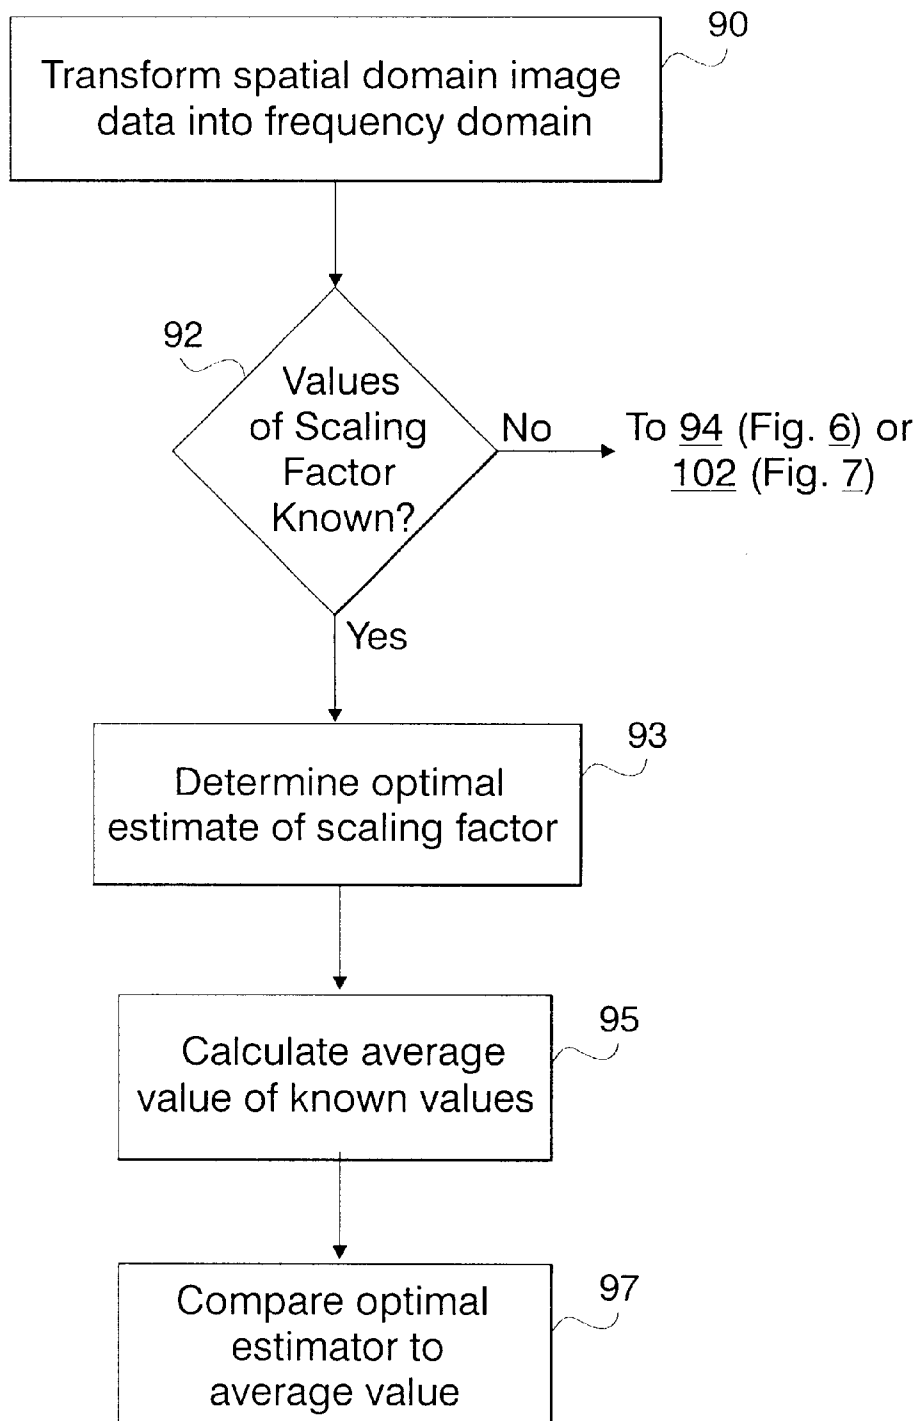 90
Transform spatial domain image
data into frequency domain
92
Values
of Scaling
Factor
Known?
No
To 94 (Fig. 6) or
102 (Fig. 7)
Yes
93
Determine optimal
estimate of scaling factor
95
Calculate average
value of known values
97
Compare optimal
estimator to
average value